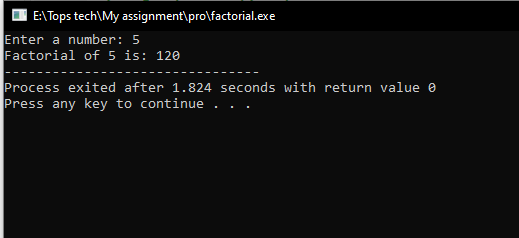 E:\Tops tech\My assignment\pro\factorial.exe
Enter a number: 5
Factorial of 5 is: 120
--------------------------------
Process exited after 1.824 seconds with return value 0
Press any key to continue . . .